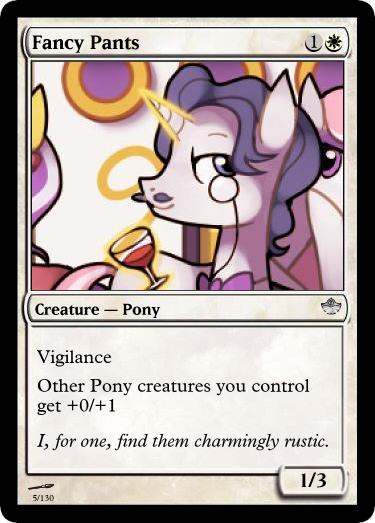 Fancy Pants 1
Creature — Pony
Vigilance
Other Pony creatures you control
get +0/+1
I, for one, find them charmingly rustic.
1/3
5/130